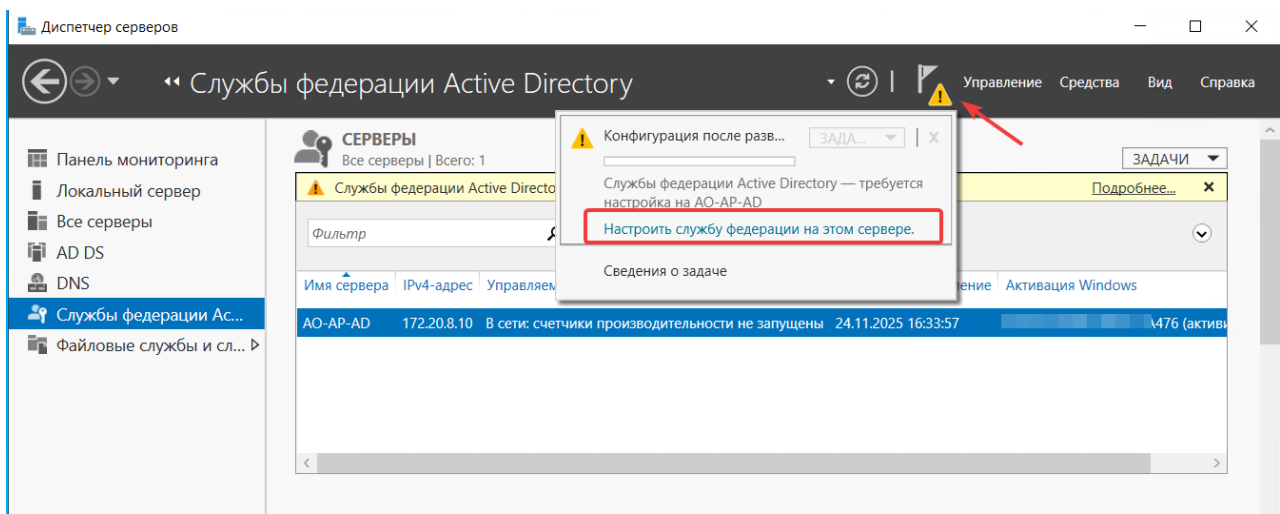 Диспетчер серверов
Службы федерации Active Directory
Управление Средства Вид Справка
Панель мониторинга
Локальный сервер
Все серверы
AD DS
DNS
Службы федерации Ac...
Файловые службы и сл...
СЕРВЕРЫ
Все серверы | Всего: 1
ЗАДАЧИ
Службы федерации Active Directo
Подробнее...
Фильтр
Конфигурация после разв...
ЗАДА...
X
Службы федерации Active Directory — требуется
настройка на AO-AP-AD
Настроить службу федерации на этом сервере.
Сведения о задаче
Имя сервера IPv4-адрес Управляем ение Активация Windows
AO-AP-AD 172.20.8.10 В сети: счетчики производительности не запущены 24.11.2025 16:33:57 A476 (активи